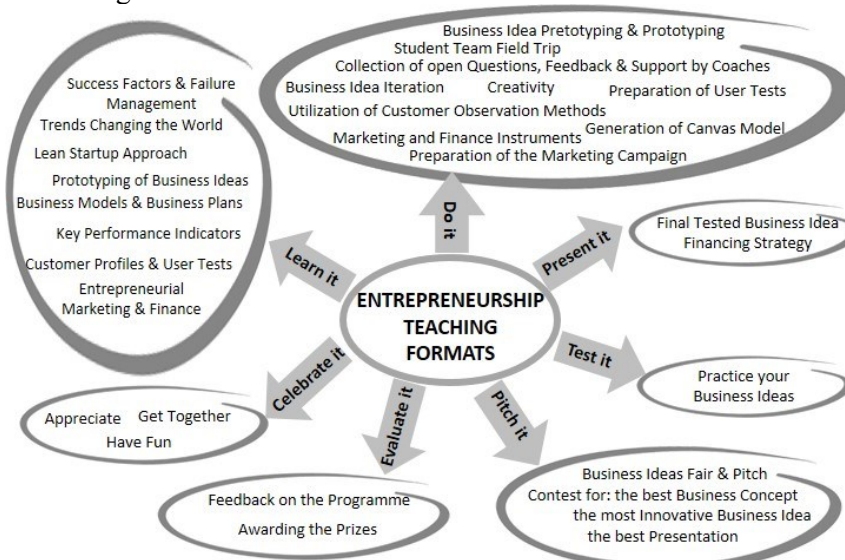 Business Idea Pretotyping & Prototyping
Student Team Field Trip
Collection of open Questions, Feedback & Support by Coaches
Business Idea Iteration Creativity Preparation of User Tests
Utilization of Customer Observation Methods
Marketing and Finance Instruments Generation of Canvas Model
Preparation of the Marketing Campaign
Success Factors & Failure
Management
Trends Changing the World
Lean Startup Approach
Prototyping of Business Ideas
Business Models & Business Plans
Key Performance Indicators
Customer Profiles & User Tests
Entrepreneurial
Marketing & Finance
Do it
Learn it
Present it
Final Tested Business Idea
Financing Strategy
ENTREPRENEURSHIP
TEACHING
FORMATS
Test it
Practice your
Business Ideas
Celebrate it
Appreciate Get Together
Have Fun
Evaluate it
Feedback on the Programme
Awarding the Prizes
Pitch it
Business Ideas Fair & Pitch
Contest for: the best Business Concept
the most Innovative Business Idea
the best Presentation